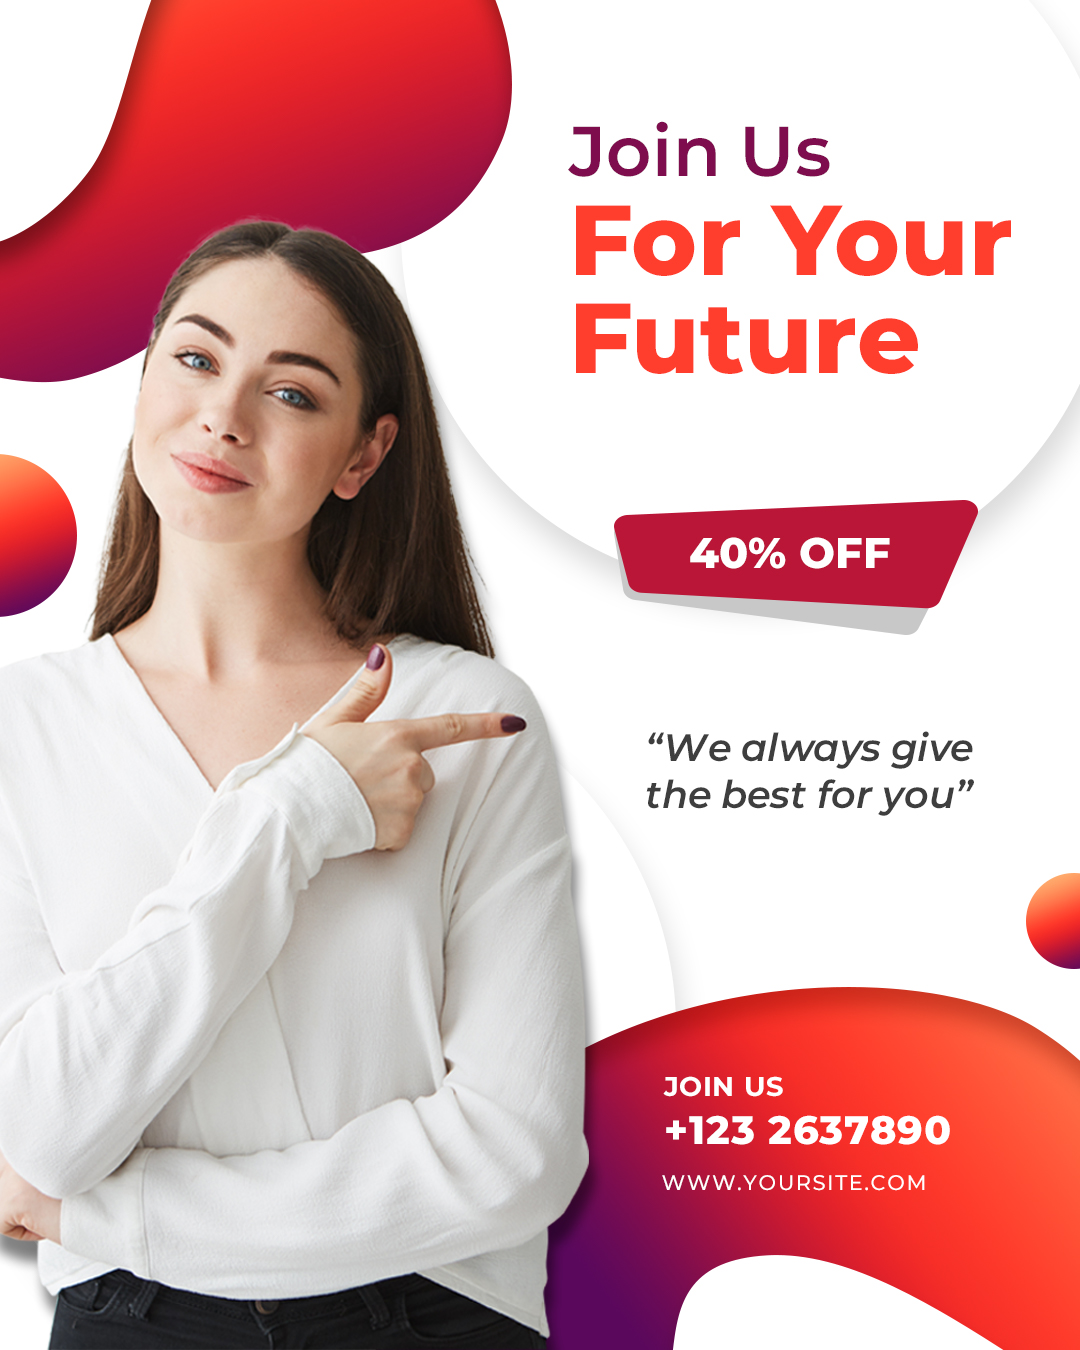 Join Us
For Your
Future
40% OFF
“We always give
the best for you”
JOIN US
+123 2637890
WWW.YOURSITE.COM